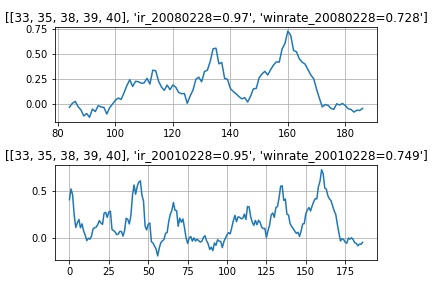 [[33, 35, 38, 39, 40], 'ir_20080228=0.97', 'winrate_20080228=0.728']
0.75
0.50
0.25
0.00
80 100 120 140 160 180
[[33, 35, 38, 39, 40], 'ir_20010228=0.95', 'winrate_20010228=0.749']
0.5
0.0
0 25 50 75 100 125 150 175